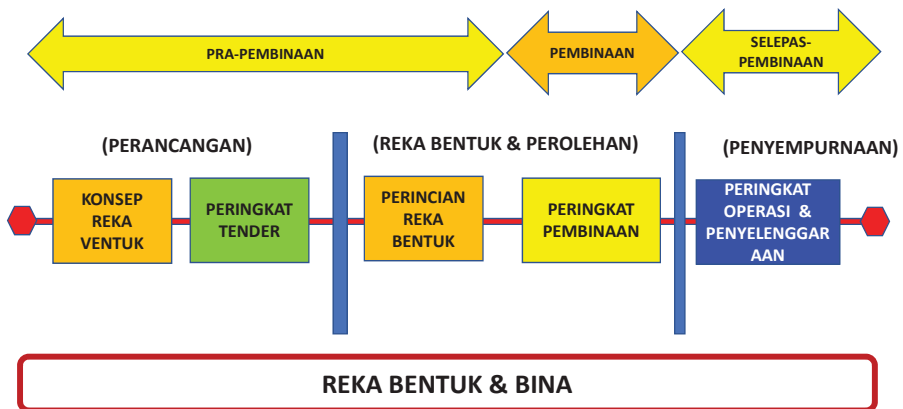 PRA-PEMBINAAN
PEMBINAAN
SELEPAS-
PEMBINAAN
(PERANCANGAN)
(REKA BENTUK & PEROLEHAN)
(PENYEMPURNAAN)
KONSEP
REKA
VENTUK
PERINGKAT
TENDER
PERINCIAN
REKA
BENTUK
PERINGKAT
PEMBINAAN
PERINGKAT
OPERASI &
PENYELENGGAR
AAN
REKA BENTUK & BINA